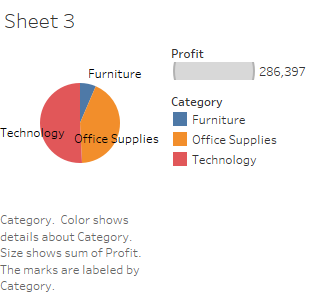 Sheet 3
Profit
286,397
Furniture
Technology
Office Supplies
Category
Furniture
Office Supplies
Technology
Category.  Color shows
details about Category.
Size shows sum of Profit.
The marks are labeled by
Category.